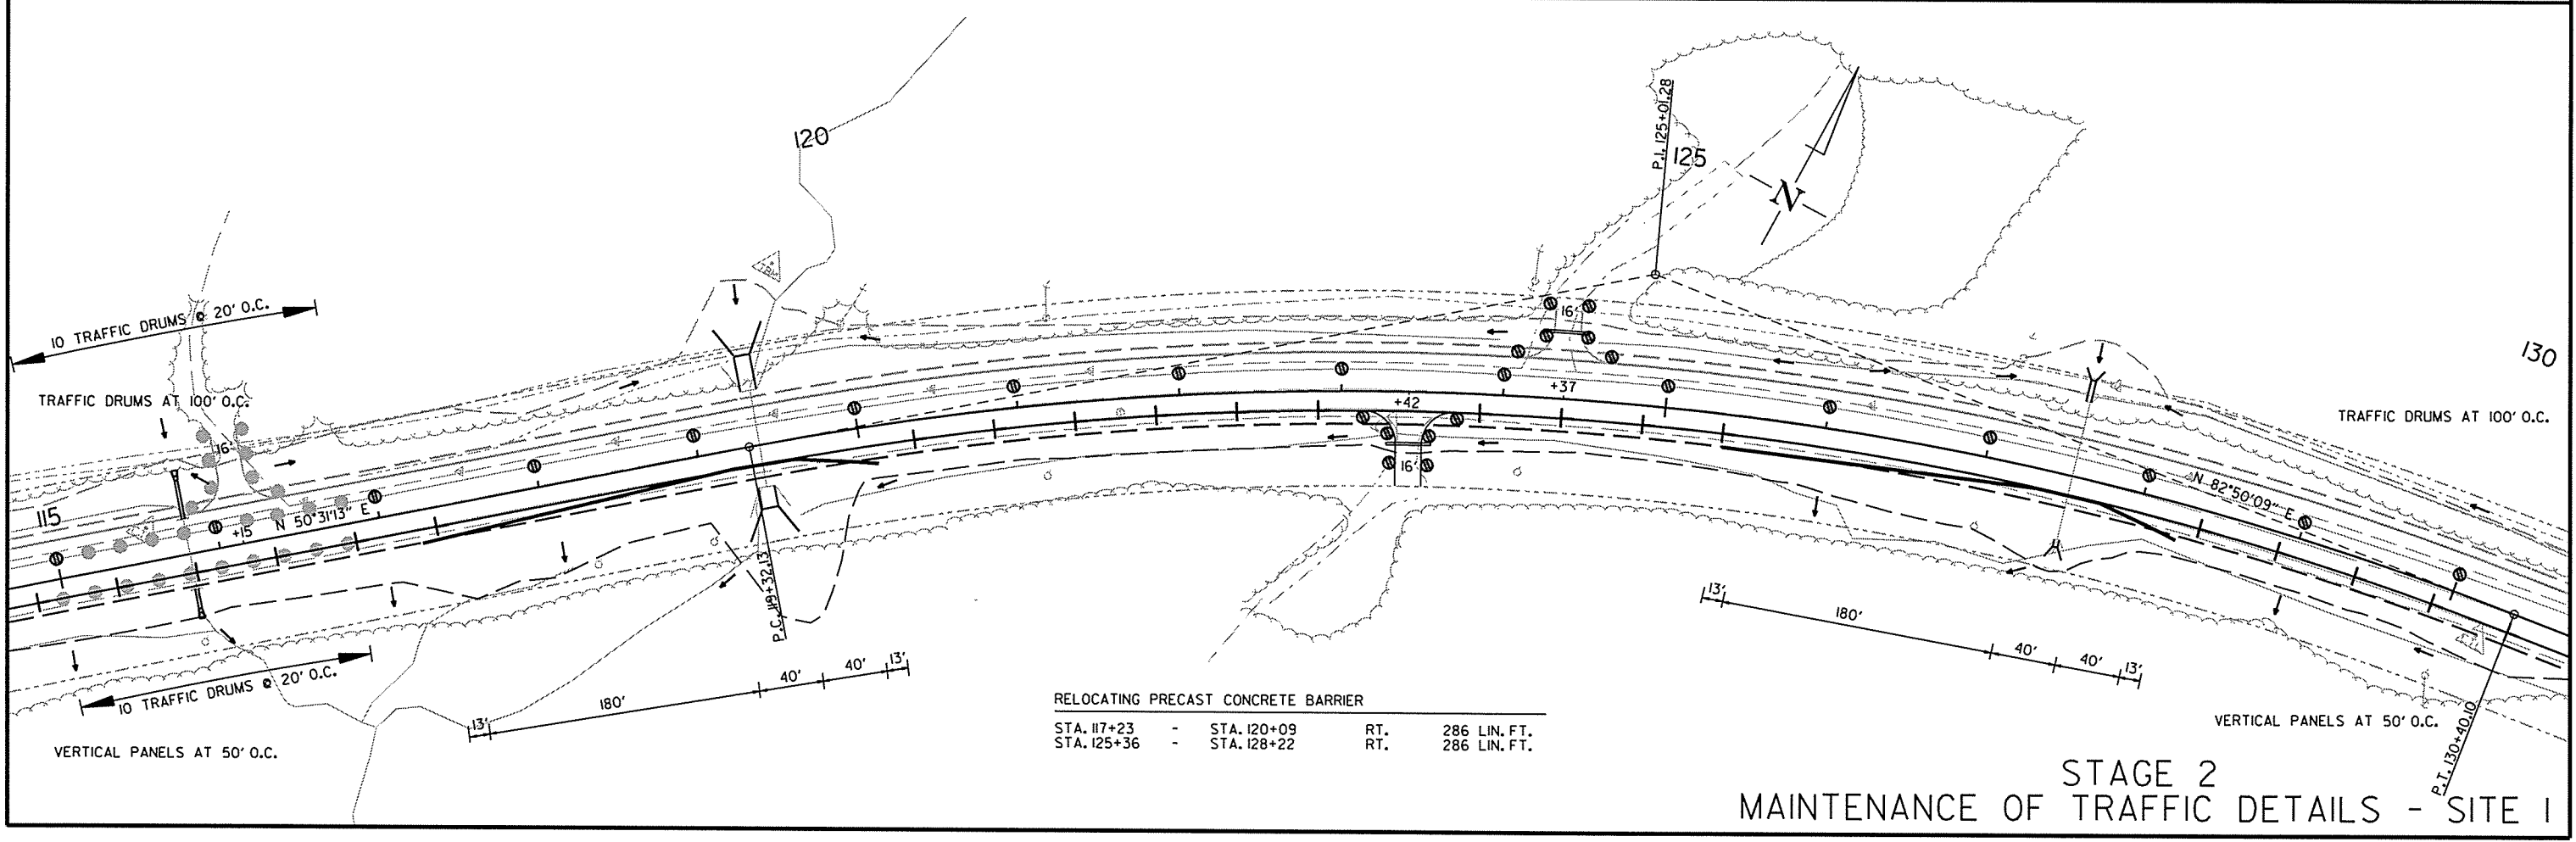 120
P.I. 125+01.28
125
N
130
10 TRAFFIC DRUMS @ 20' O.C.
TRAFFIC DRUMS AT 100' O.C.
TRAFFIC DRUMS AT 100' O.C.
16'
16'
+37
+42
16'
115
+15
N 50°31'13" E
N 82°50'09" E
P.C. 119+32.13
10 TRAFFIC DRUMS @ 20' O.C.
13'
180'
40'
40'
13'
13'
180'
40'
40'
13'
VERTICAL PANELS AT 50' O.C.
VERTICAL PANELS AT 50' O.C.
P.T. 130+40.10
RELOCATING PRECAST CONCRETE BARRIER
STA. 117+23 - STA. 120+09 RT. 286 LIN. FT.
STA. 125+36 - STA. 128+22 RT. 286 LIN. FT.
STAGE 2
MAINTENANCE OF TRAFFIC DETAILS - SITE 1